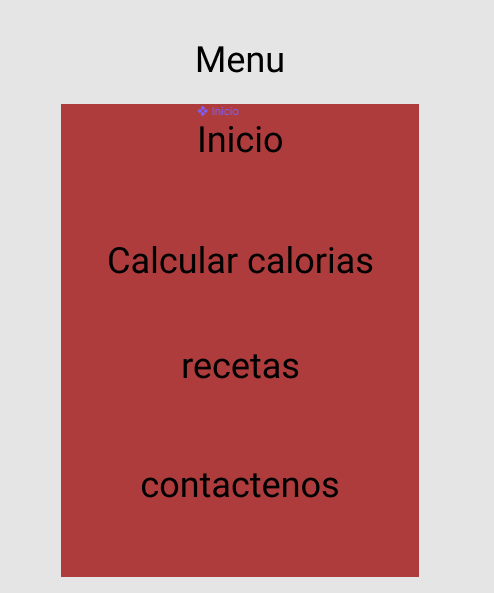 Menu
Inicio
Inicio
Calcular calorias
recetas
contactenos